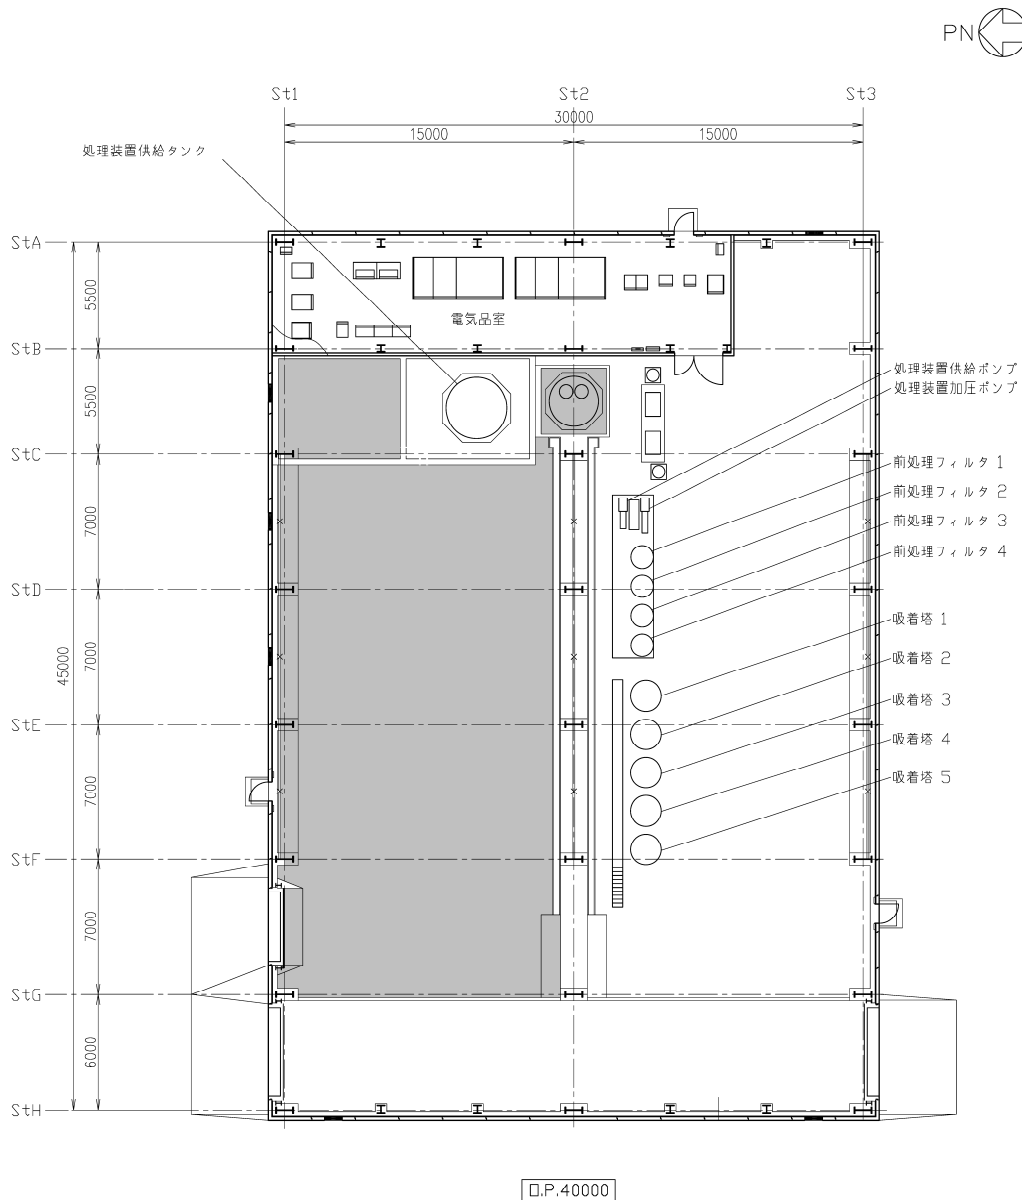 PN
St1
St2
St3
30000
15000
15000
処理装置供給タンク
StA
5500
電気品室
StB
処理装置供給ポンプ
処理装置加圧ポンプ
5500
StC
前処理フィルタ 1
前処理フィルタ 2
7000
前処理フィルタ 3
前処理フィルタ 4
StD
吸着塔 1
45000
7000
吸着塔 2
吸着塔 3
StE
吸着塔 4
吸着塔 5
7000
StF
7000
StG
6000
StH
O.P.40000